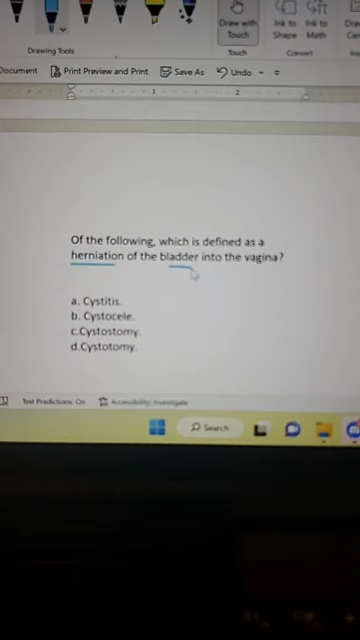 Draw with
Touch
Ink to
Shape
Ink to
Math
Drawing Tools
Touch
Convert
Document
Print Preview and Print
Save As
Undo
1
2
Of the following, which is defined as a
herniation of the bladder into the vagina?
a. Cystitis.
b. Cystocele.
c.Cystostomy.
d.Cystotomy.
Text Predictions: On
Accessibility: Investigate
Search